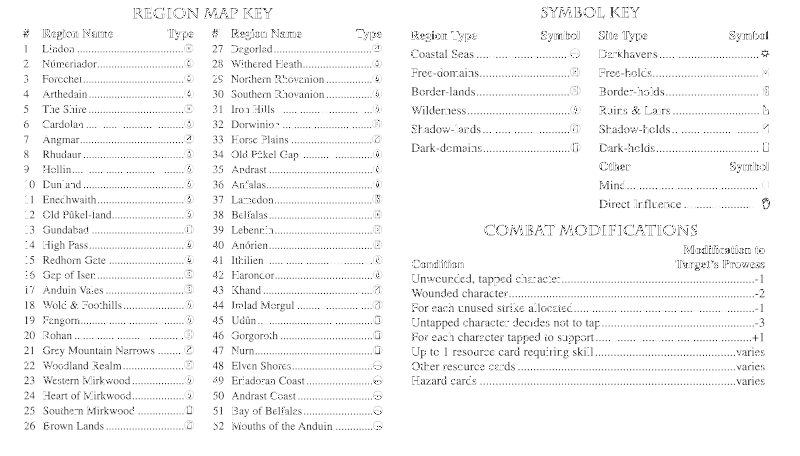 REGION MAP KEY
# Region Name Type
1 Lindon
2 Númeriador
3 Forochel
4 Arthedain
5 The Shire
6 Cardolan
7 Angmar
8 Rhudaur
9 Hollin
10 Dunland
11 Enedhwaith
12 Old Pûkel-land
13 Gundabad
14 High Pass
15 Redhorn Gate
16 Gap of Isen
17 Anduin Vales
18 Wold & Foothills
19 Fangorn
20 Rohan
21 Grey Mountain Narrows
22 Woodland Realm
23 Western Mirkwood
24 Heart of Mirkwood
25 Southern Mirkwood
26 Brown Lands
# Region Name Type
27 Dagorlad
28 Withered Heath
29 Northern Rhovanion
30 Southern Rhovanion
31 Iron Hills
32 Dorwinion
33 Horse Plains
34 Old Pûkel Gap
35 Andrast
36 Anfalas
37 Lamedon
38 Belfalas
39 Lebennin
40 Anórien
41 Ithilien
42 Harondor
43 Khand
44 Imlad Morgul
45 Udûn
46 Gorgoroth
47 Nurn
48 Elven Shores
49 Eriadoran Coast
50 Andrast Coast
51 Bay of Belfalas
52 Mouths of the Anduin
SYMBOL KEY
Region Type Symbol
Coastal Seas
Free-domains
Border-lands
Wilderness
Shadow-lands
Dark-domains
Site Type Symbol
Darkhavens
Free-holds
Border-holds
Ruins & Lairs
Shadow-holds
Dark-holds
Other Symbol
Mind
Direct Influence
COMBAT MODIFICATIONS
Modification to
Condition Target's Prowess
Unwounded, tapped character -1
Wounded character -2
For each unused strike allocated -1
Untapped character decides not to tap -3
For each character tapped to support +1
Up to 1 resource card requiring skill varies
Other resource cards varies
Hazard cards varies